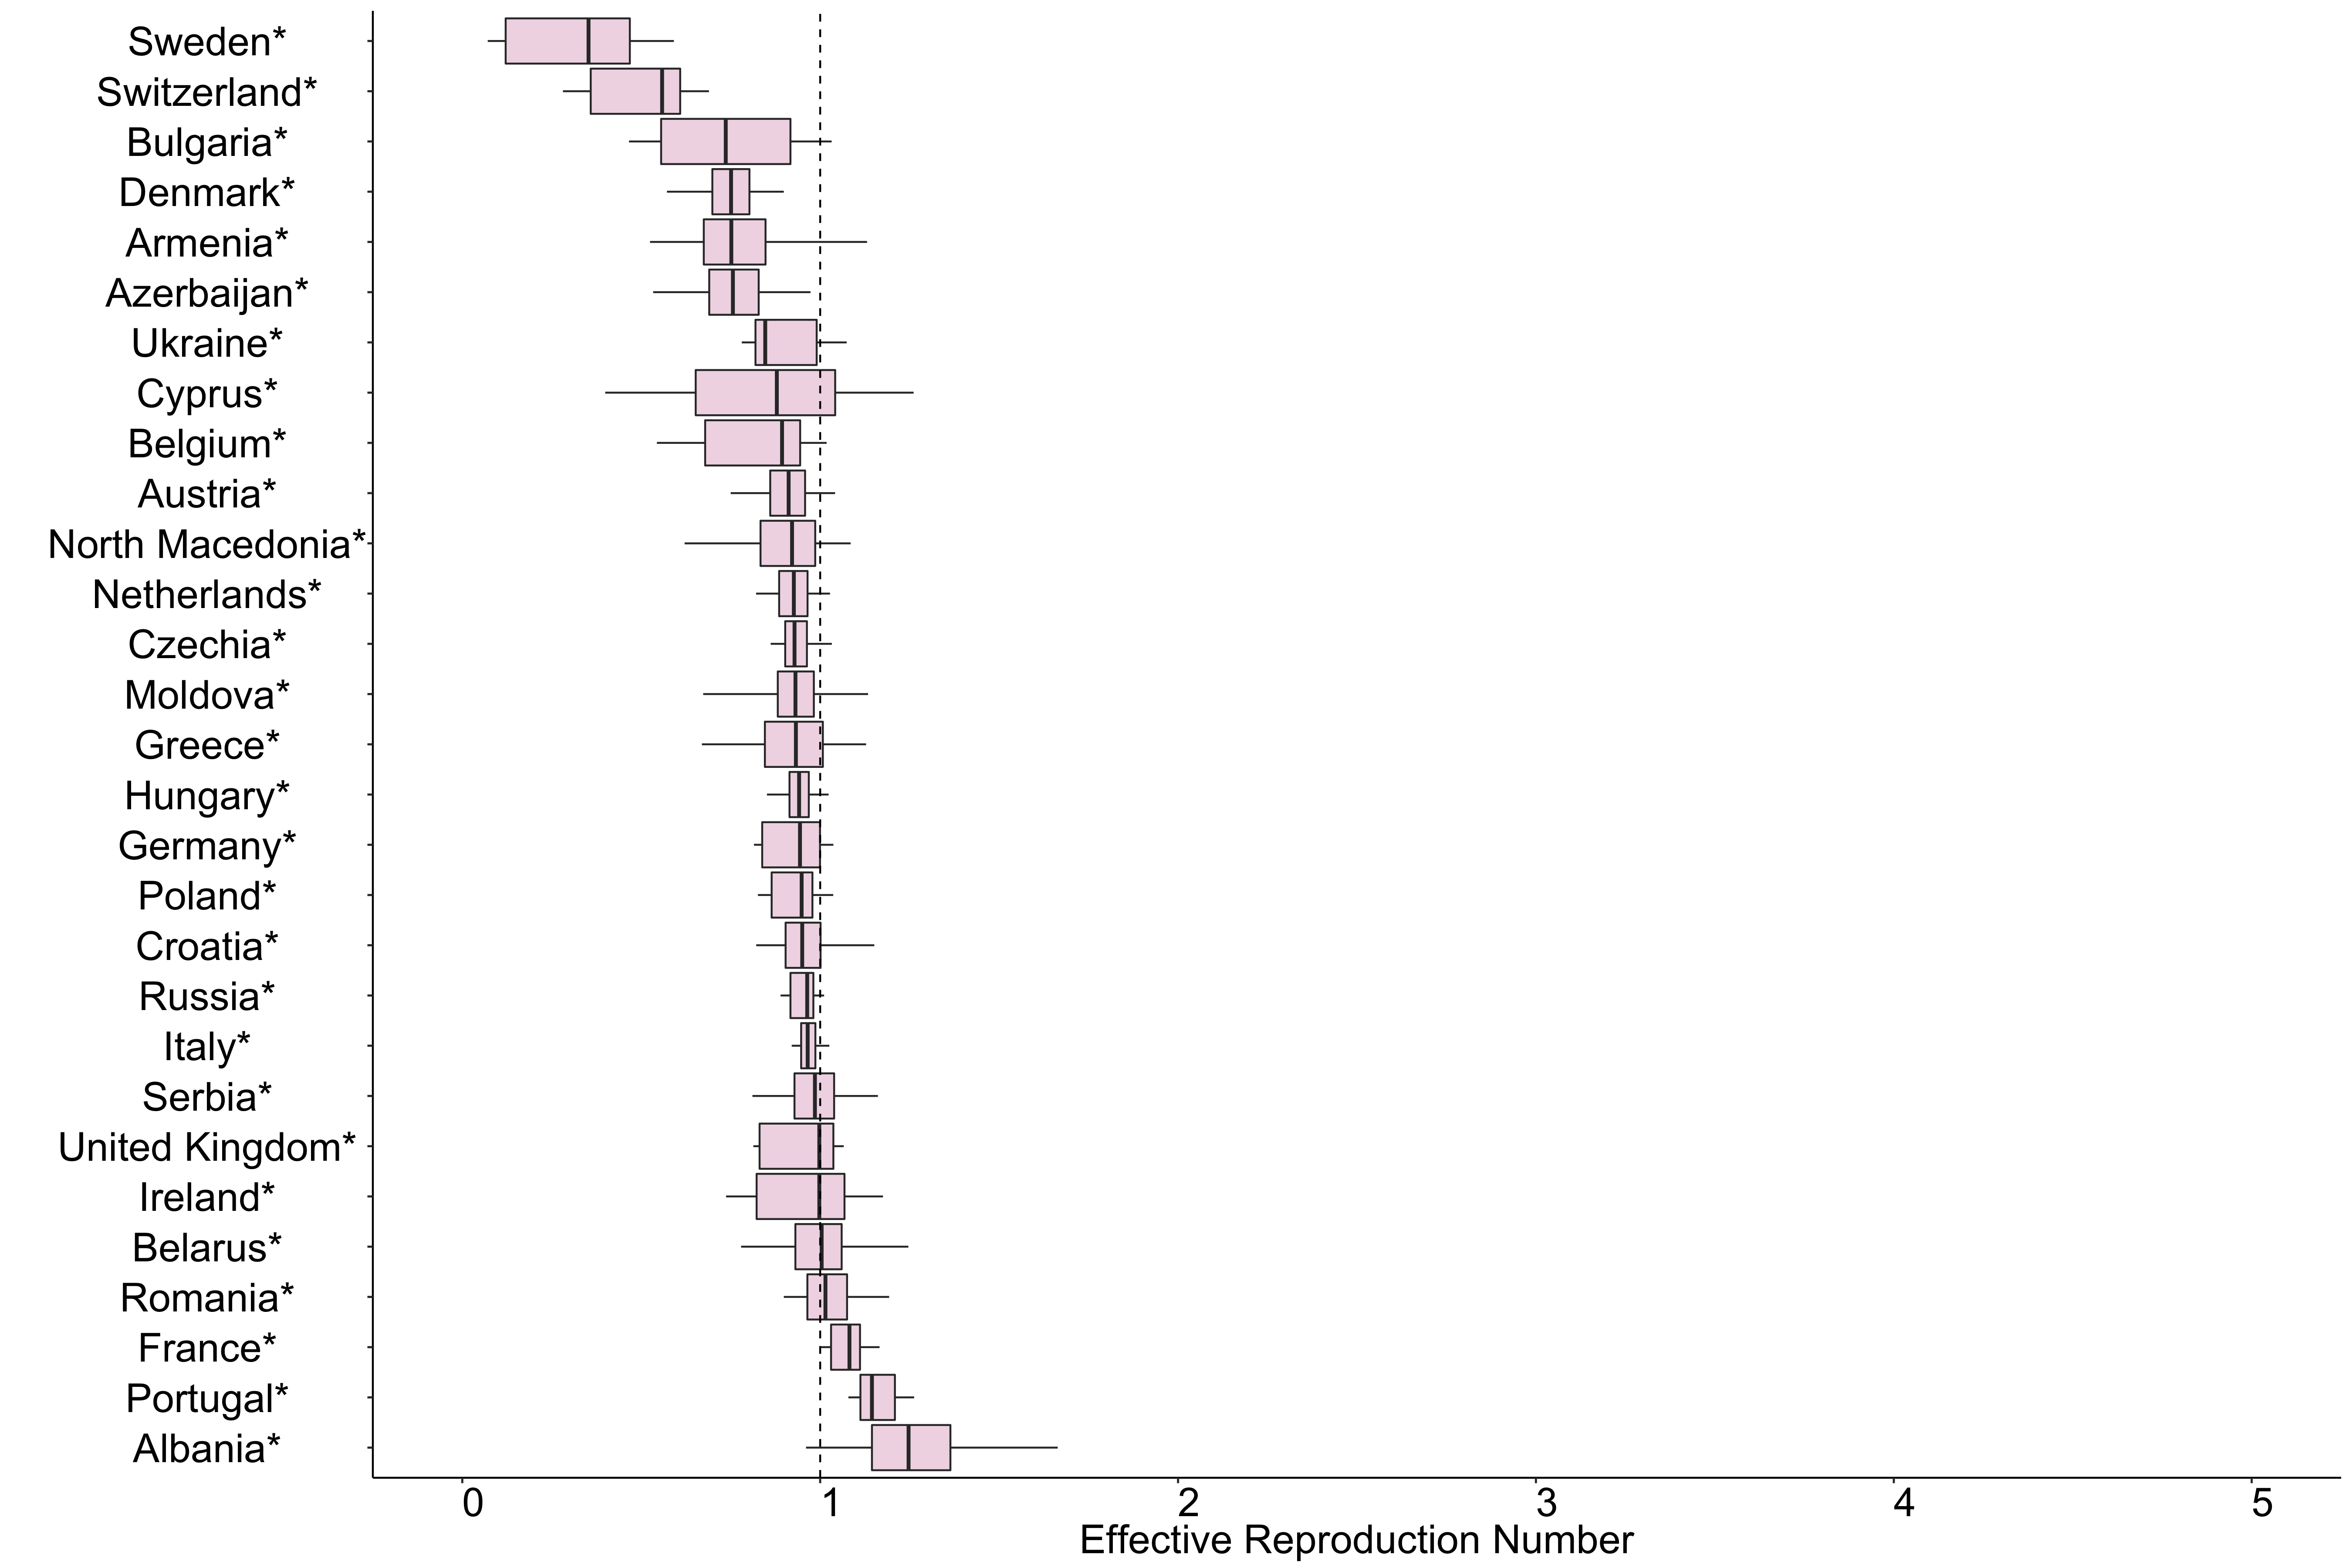 Sweden*
Switzerland*
Bulgaria*
Denmark*
Armenia*
Azerbaijan*
Ukraine*
Cyprus*
Belgium*
Austria*
North Macedonia*
Netherlands*
Czechia*
Moldova*
Greece*
Hungary*
Germany*
Poland*
Croatia*
Russia*
Italy*
Serbia*
United Kingdom*
Ireland*
Belarus*
Romania*
France*
Portugal*
Albania*
0 1 2 3 4 5
Effective Reproduction Number